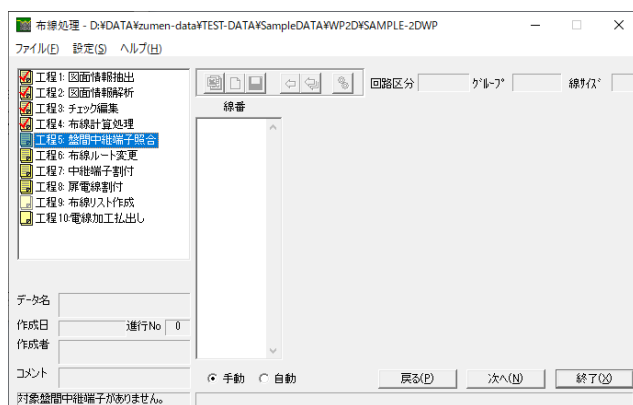 布線処理 - D:¥DATA¥zumen-data¥TEST-DATA¥SampleDATA¥WP2D¥SAMPLE-2DWP
ファイル(F) 設定(S) ヘルプ(H)
工程1: 図面情報抽出
工程2: 図面情報解析
工程3: チェック編集
工程4: 布線計算処理
工程5: 盤間中継端子照合
工程6: 布線ルート変更
工程7: 中継端子割付
工程8: 扉電線割付
工程9: 布線リスト作成
工程10:電線加工払出し
回路区分 ｸﾞﾙｰﾌﾟ 線ｻｲｽﾞ
線番
データ名
作成日 進行No 0
作成者
コメント
手動 自動
戻る(P) 次へ(N) 終了(X)
対象盤間中継端子がありません。